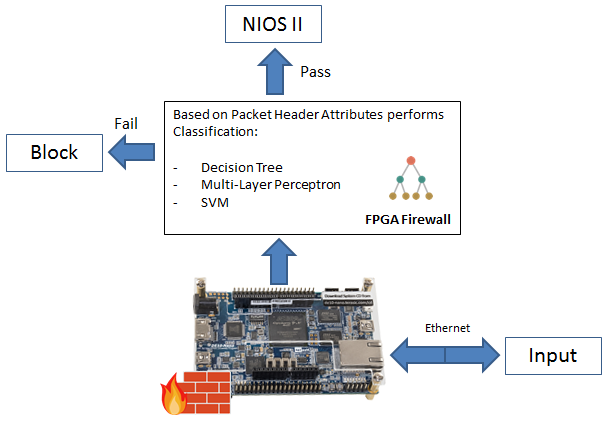 NIOS II
Pass
Based on Packet Header Attributes performs
Classification:
Fail
Block
- Decision Tree
- Multi-Layer Perceptron
- SVM
FPGA Firewall
Ethernet
Input